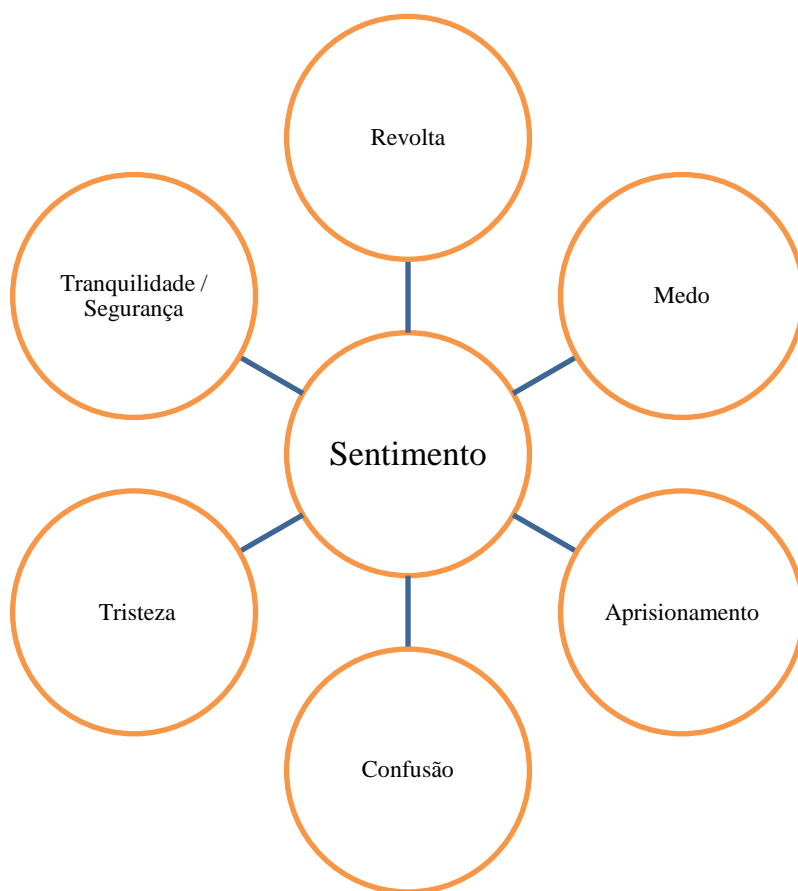 Revolta
Tranquilidade /
Segurança
Medo
Sentimento
Tristeza
Aprisionamento
Confusão